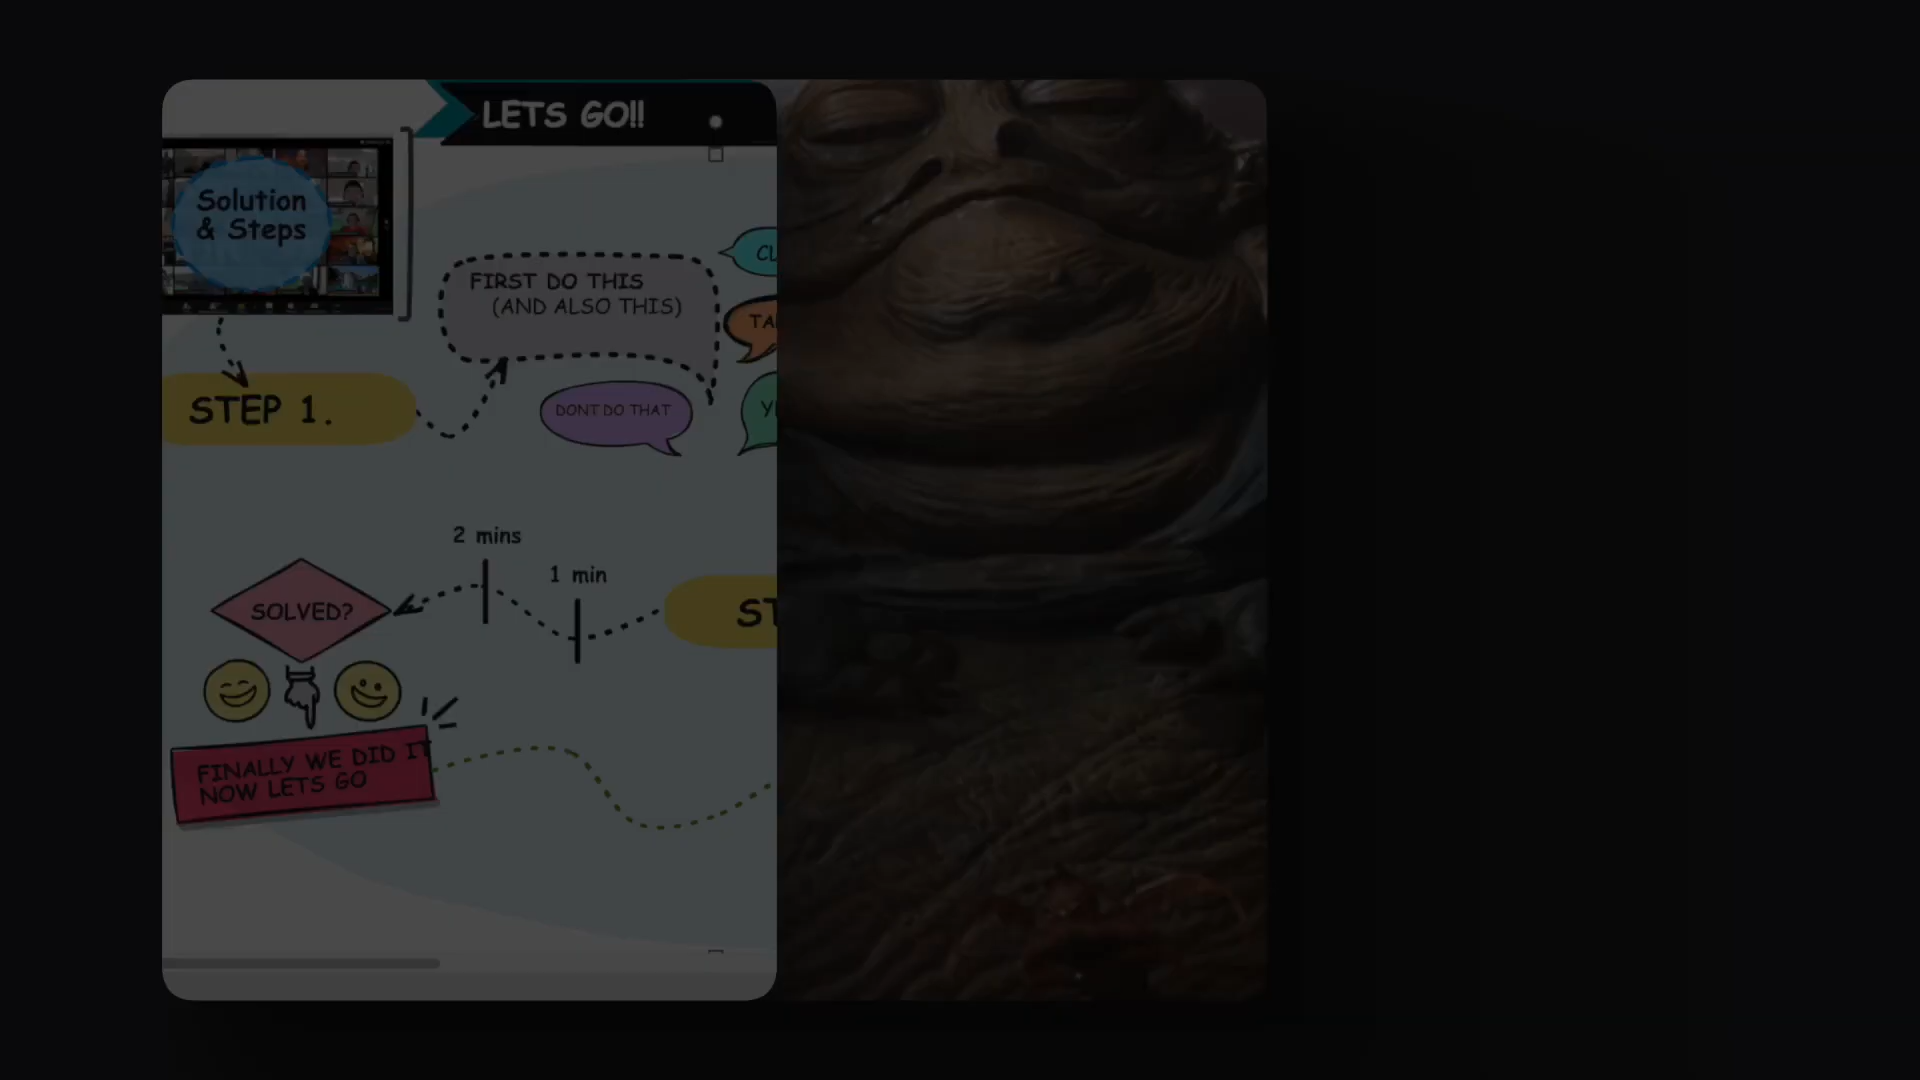 LETS GO!!
Solution
& Steps
FIRST DO THIS
(AND ALSO THIS)
STEP 1.
DONT DO THAT
2 mins
1 min
SOLVED?
FINALLY WE DID IT
NOW LETS GO